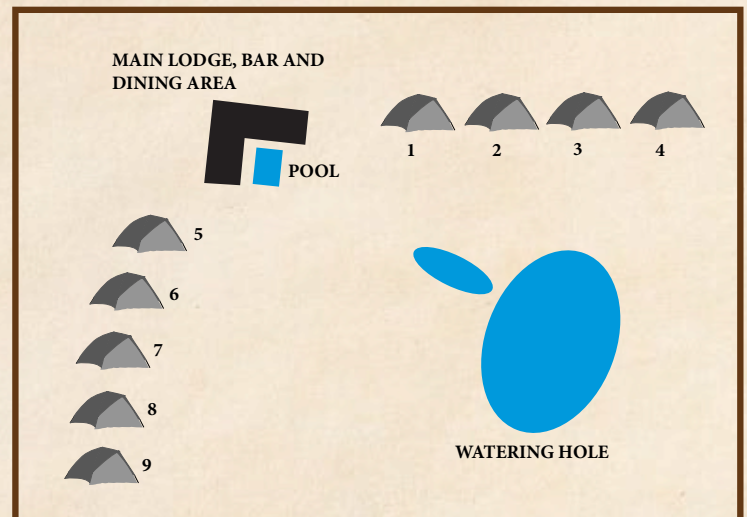 MAIN LODGE, BAR AND
DINING AREA
1
2
3
4
POOL
5
6
7
8
9
WATERING HOLE